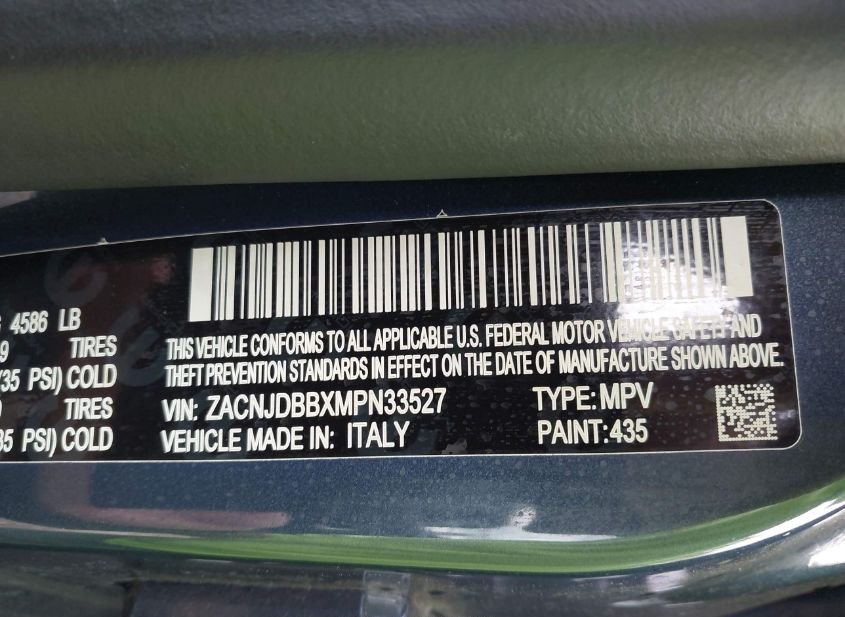 4586 LB
9 TIRES
35 PSI) COLD
TIRES
35 PSI) COLD
THIS VEHICLE CONFORMS TO ALL APPLICABLE U.S. FEDERAL MOTOR VEHICLE SAFETY AND
THEFT PREVENTION STANDARDS IN EFFECT ON THE DATE OF MANUFACTURE SHOWN ABOVE.
VIN: ZACNJDBBXMPN33527 TYPE: MPV
VEHICLE MADE IN: ITALY PAINT:435